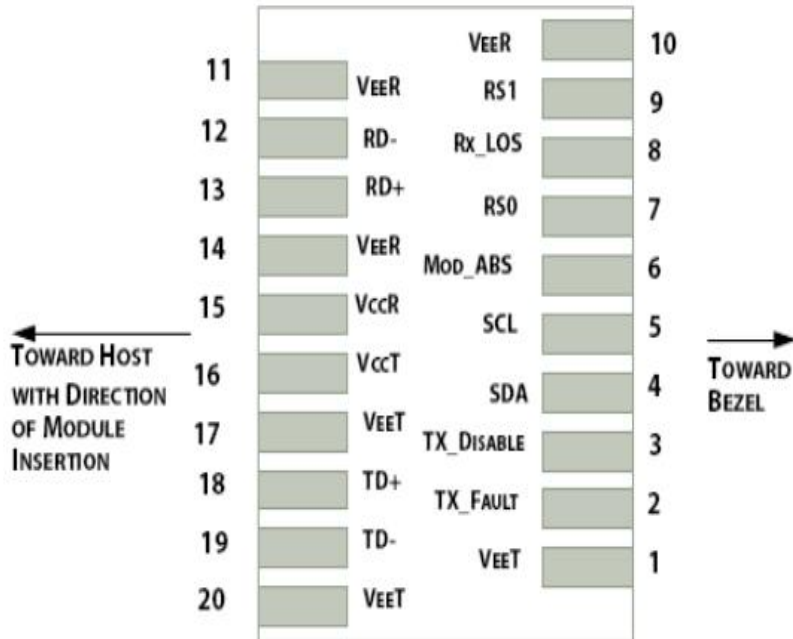 VEER 10
11 VEER
RS1 9
12 RD-
Rx_LOS 8
13 RD+
RS0 7
14 VEER
MOD_ABS 6
15 VCCR
SCL 5
16 VCCT
SDA 4
17 VEET
TX_DISABLE 3
18 TD+
TX_FAULT 2
19 TD-
VEET 1
20 VEET
TOWARD HOST
WITH DIRECTION
OF MODULE
INSERTION
TOWARD
BEZEL